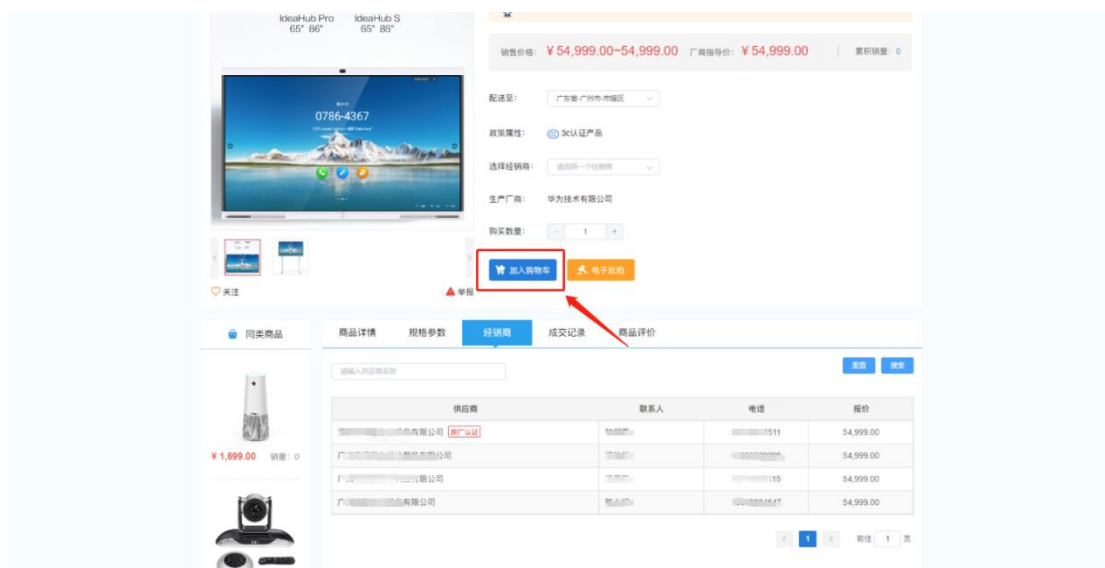 IdeaHub Pro IdeaHub S
65" 86" 65" 86"
0786-4367
关注
举报
销售价格: ¥ 54,999.00~54,999.00 厂商指导价: ¥ 54,999.00 累积销量: 0
配送至: 广东省-广州市-市辖区
政策属性: 3c认证产品
选择经销商: 请选择一个经销商
生产厂商: 华为技术有限公司
购买数量: - 1 +
加入购物车 电子反拍
同类商品
¥ 1,699.00 销量: 0
商品详情 规格参数 经销商 成交记录 商品评价
请输入供应商名称 重置 搜索
供应商 联系人 电话 报价
有限公司 原厂认证 511 54,999.00
广 有限公司 54,999.00
广 有限公司 15 54,999.00
广 有限公司 54,999.00
< 1 > 前往 1 页